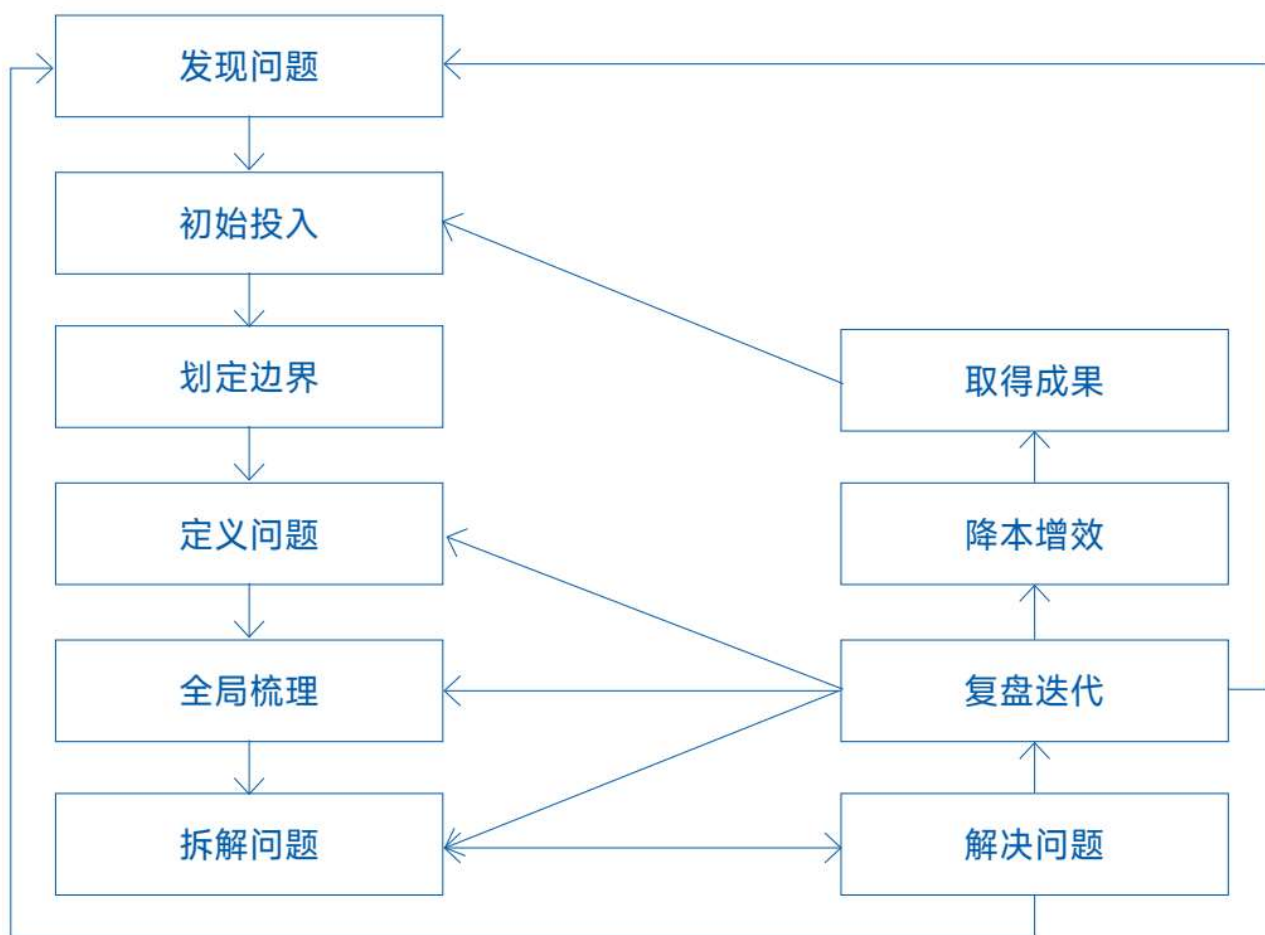 发现问题
初始投入
划定边界
定义问题
全局梳理
拆解问题
取得成果
降本增效
复盘迭代
解决问题